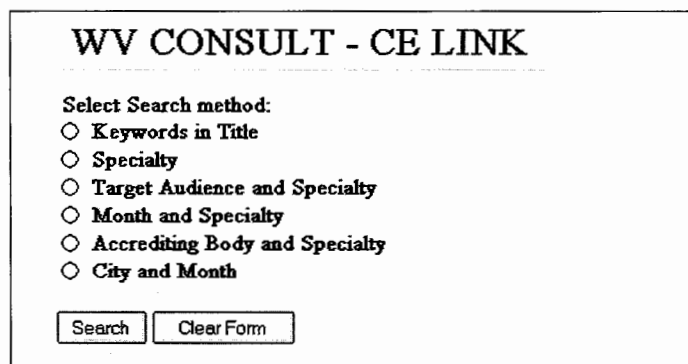 WV CONSULT - CE LINK
Select Search method:
Keywords in Title
Specialty
Target Audience and Specialty
Month and Specialty
Accrediting Body and Specialty
City and Month
Search Clear Form